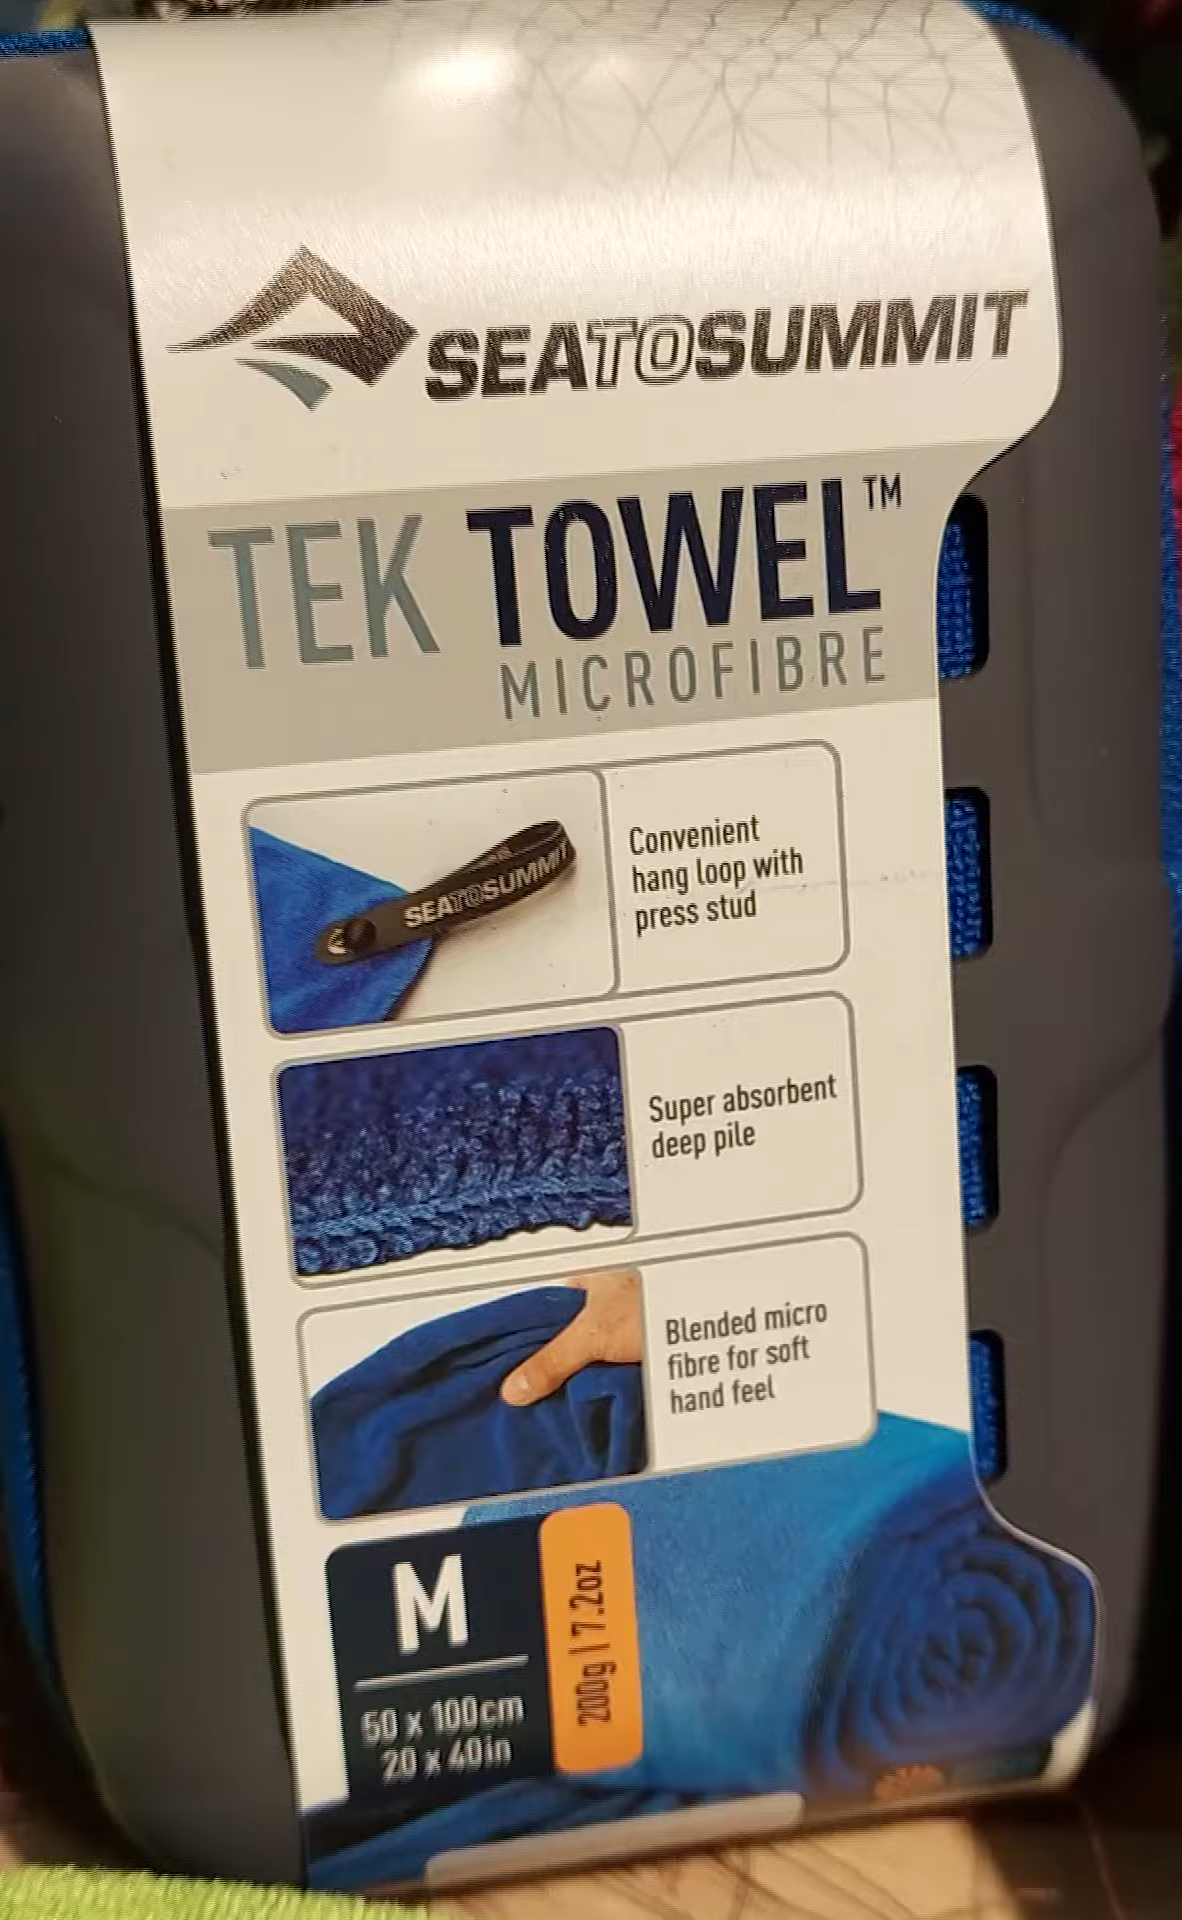 SEATOSUMMIT
TEK TOWEL™
MICROFIBRE
SEATOSUMMIT
Convenient
hang loop with
press stud
Super absorbent
deep pile
Blended micro
fibre for soft
hand feel
M
50 x 100cm
20 x 40in
200g | 7.2oz